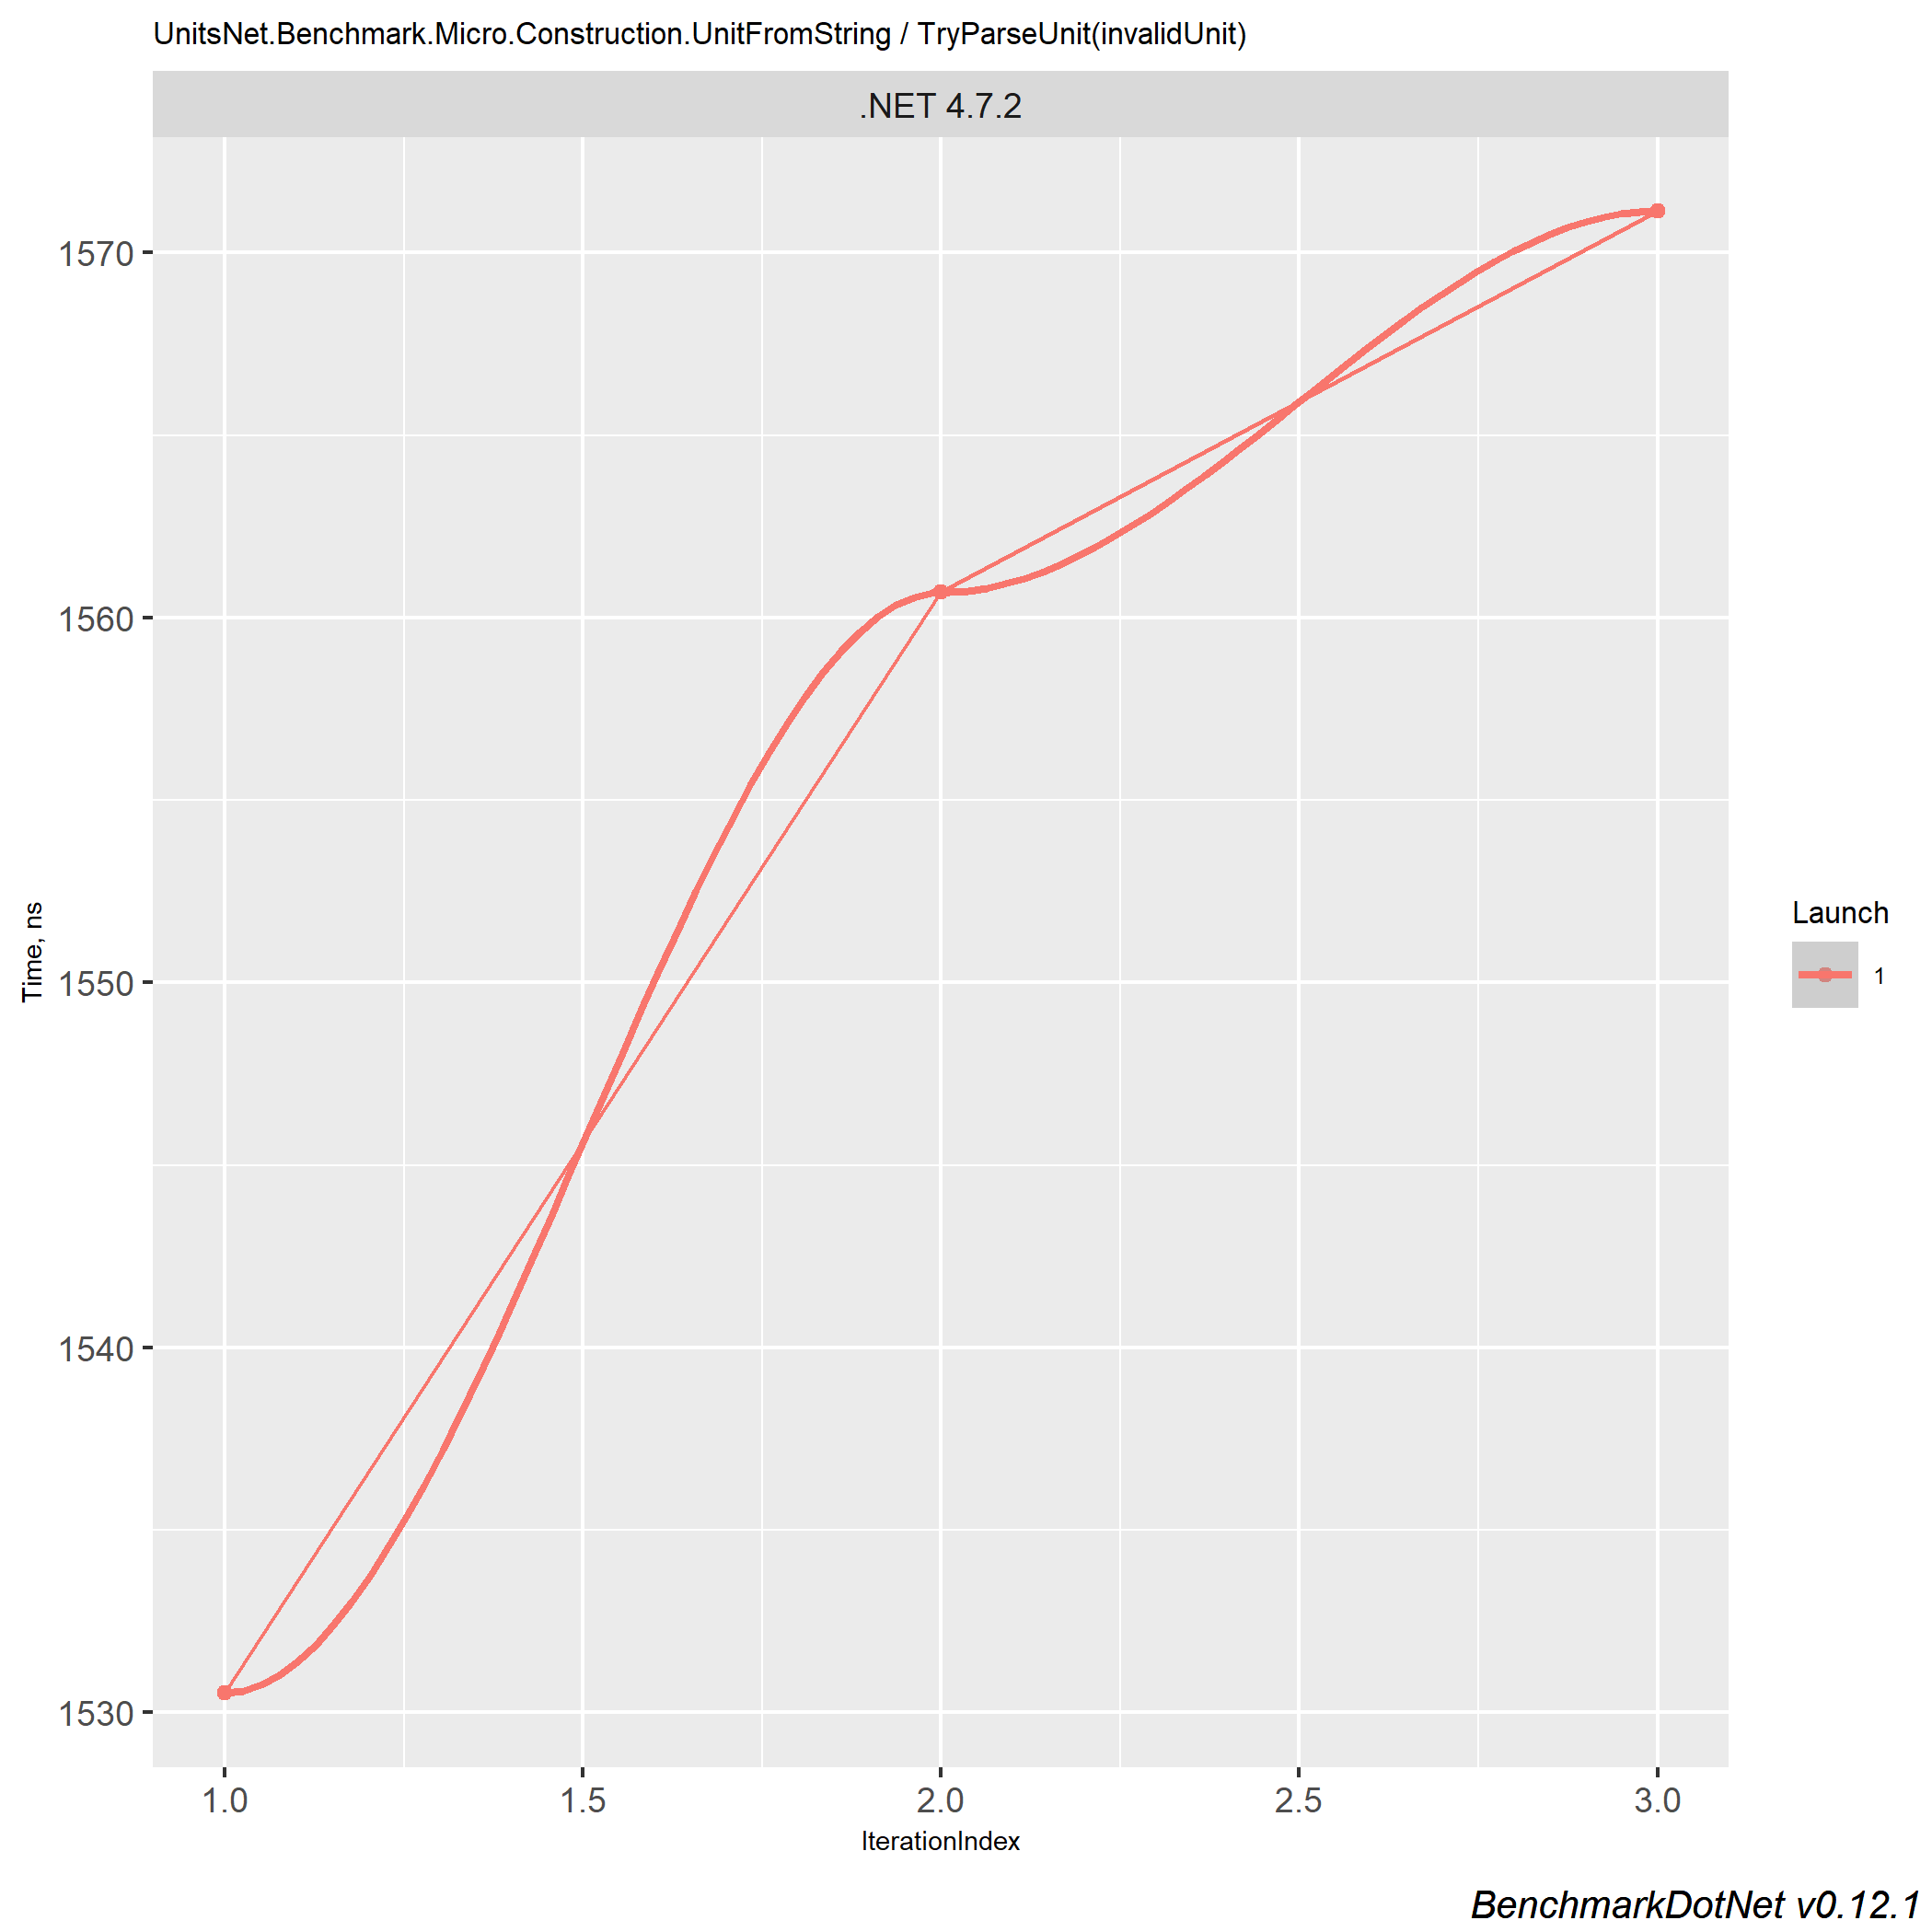 UnitsNet.Benchmark.Micro.Construction.UnitFromString / TryParseUnit(invalidUnit)
.NET 4.7.2
1570
1560
1550
1540
1530
Time, ns
1.0 1.5 2.0 2.5 3.0
IterationIndex
Launch
1
BenchmarkDotNet v0.12.1